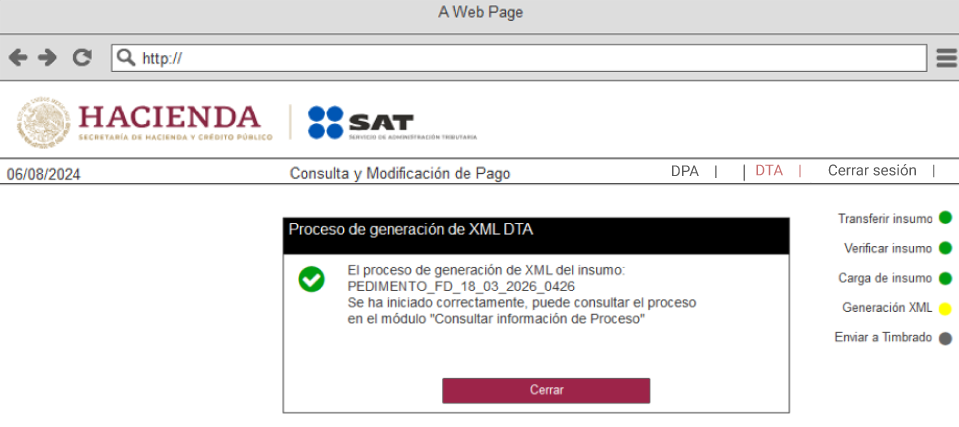 A Web Page
http://
HACIENDA
SECRETARÍA DE HACIENDA Y CRÉDITO PÚBLICO
SAT
SERVICIO DE ADMINISTRACIÓN TRIBUTARIA
06/08/2024
Consulta y Modificación de Pago
DPA | | DTA | Cerrar sesión |
Proceso de generación de XML DTA
El proceso de generación de XML del insumo:
PEDIMENTO_FD_18_03_2026_0426
Se ha iniciado correctamente, puede consultar el proceso
en el módulo "Consultar información de Proceso"
Cerrar
Transferir insumo
Verificar insumo
Carga de insumo
Generación XML
Enviar a Timbrado